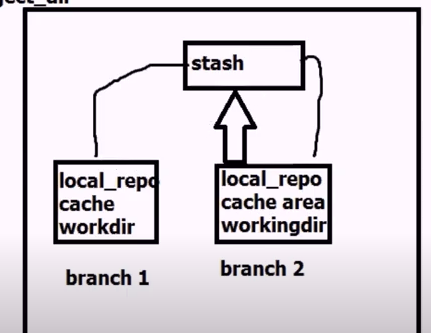 stash
local_repo
cache
workdir
local_repo
cache area
workingdir
branch 1
branch 2